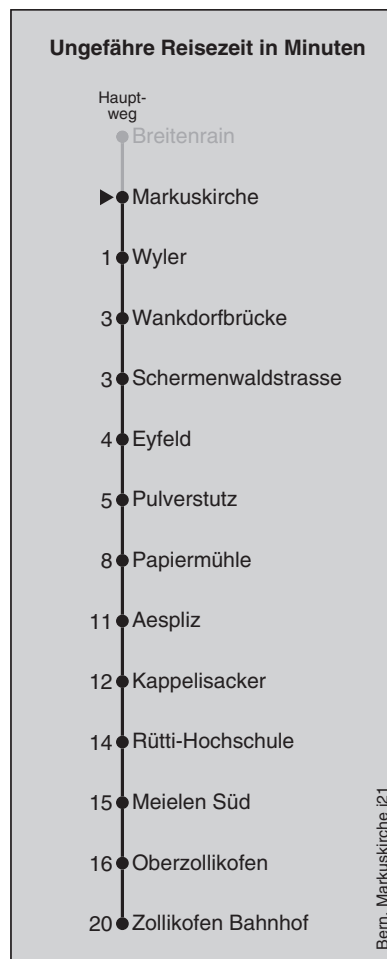 Ungefähre Reisezeit in Minuten
Haupt-
weg
Breitenrain
Markuskirche
1 Wyler
3 Wankdorfbrücke
3 Schermenwaldstrasse
4 Eyfeld
5 Pulverstutz
8 Papiermühle
11 Aespliz
12 Kappelisacker
14 Rütti-Hochschule
15 Meielen Süd
16 Oberzollikofen
20 Zollikofen Bahnhof
Bern, Markuskirche j21